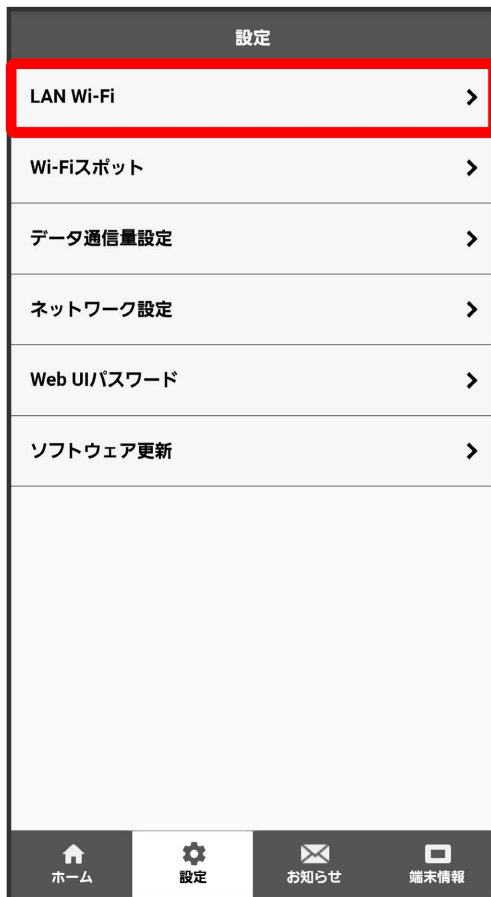 設定
LAN Wi-Fi
Wi-Fiスポット
データ通信量設定
ネットワーク設定
Web UIパスワード
ソフトウェア更新
ホーム
設定
お知らせ
端末情報